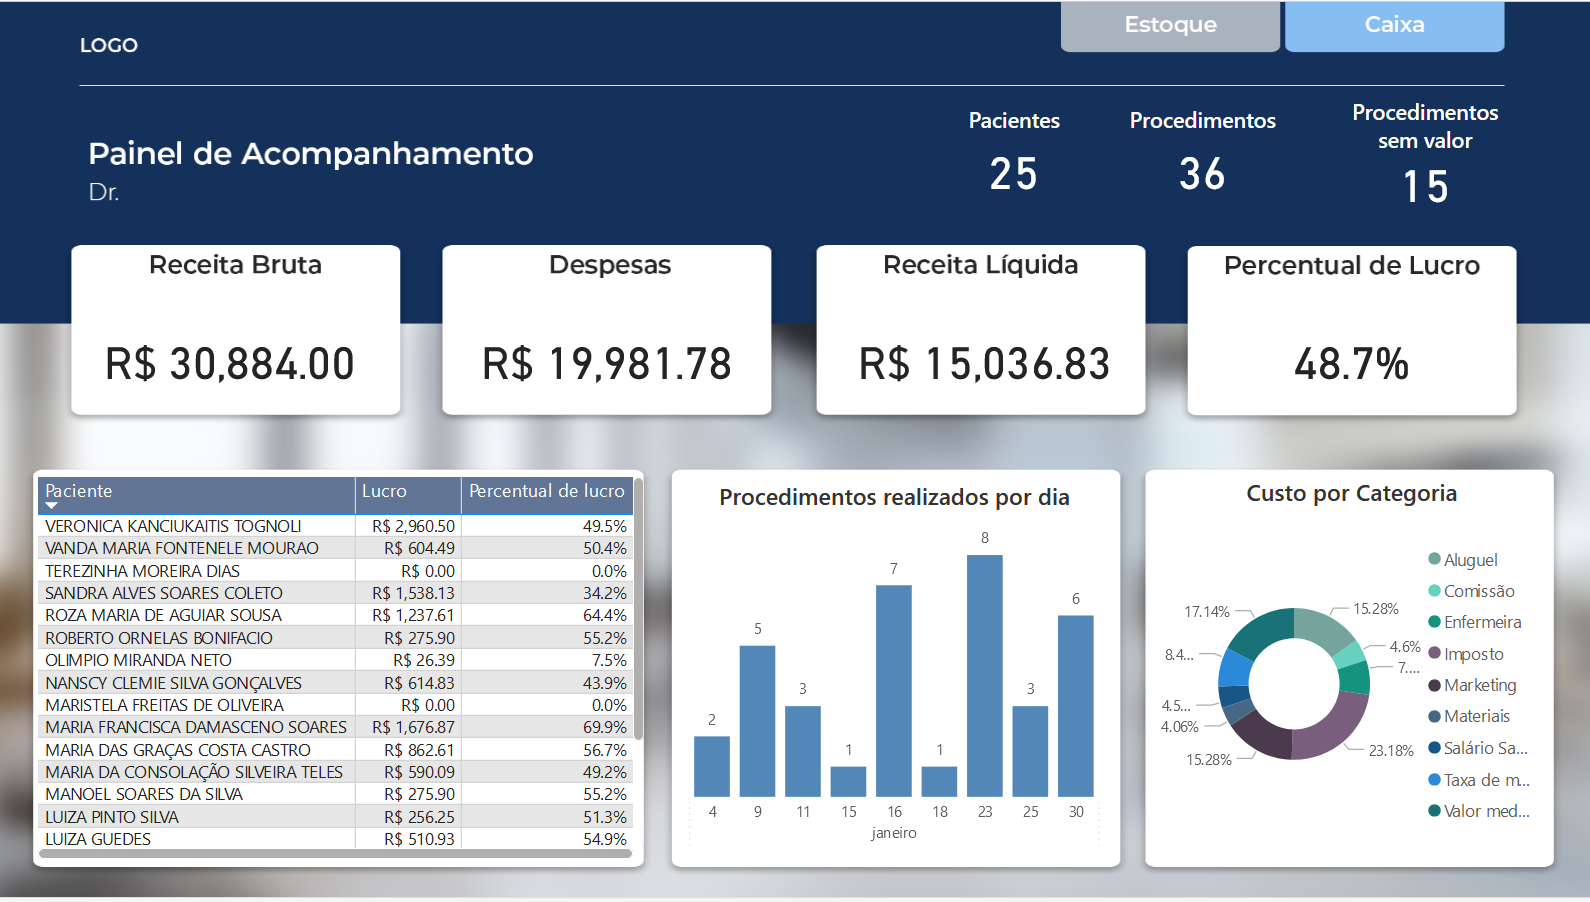 Estoque
Caixa
LOGO
Painel de Acompanhamento
Dr.
Pacientes
25
Procedimentos
36
Procedimentos
sem valor
15
Receita Bruta
R$ 30,884.00
Despesas
R$ 19,981.78
Receita Líquida
R$ 15,036.83
Percentual de Lucro
48.7%
Paciente Lucro Percentual de lucro
VERONICA KANCIUKAITIS TOGNOLI R$ 2,960.50 49.5%
VANDA MARIA FONTENELE MOURAO R$ 604.49 50.4%
TEREZINHA MOREIRA DIAS R$ 0.00 0.0%
SANDRA ALVES SOARES COLETO R$ 1,538.13 34.2%
ROZA MARIA DE AGUIAR SOUSA R$ 1,237.61 64.4%
ROBERTO ORNELAS BONIFACIO R$ 275.90 55.2%
OLIMPIO MIRANDA NETO R$ 26.39 7.5%
NANSCY CLEMIE SILVA GONÇALVES R$ 614.83 43.9%
MARISTELA FREITAS DE OLIVEIRA R$ 0.00 0.0%
MARIA FRANCISCA DAMASCENO SOARES R$ 1,676.87 69.9%
MARIA DAS GRAÇAS COSTA CASTRO R$ 862.61 56.7%
MARIA DA CONSOLAÇÃO SILVEIRA TELES R$ 590.09 49.2%
MANOEL SOARES DA SILVA R$ 275.90 55.2%
LUIZA PINTO SILVA R$ 256.25 51.3%
LUIZA GUEDES R$ 510.93 54.9%
Procedimentos realizados por dia
2 5 3 1 7 1 8 3 6
4 9 11 15 16 18 23 25 30
janeiro
Custo por Categoria
15.28%
4.6%
7....
23.18%
15.28%
4.06%
4.5...
8.4...
17.14%
Aluguel
Comissão
Enfermeira
Imposto
Marketing
Materiais
Salário Sa...
Taxa de m...
Valor med...